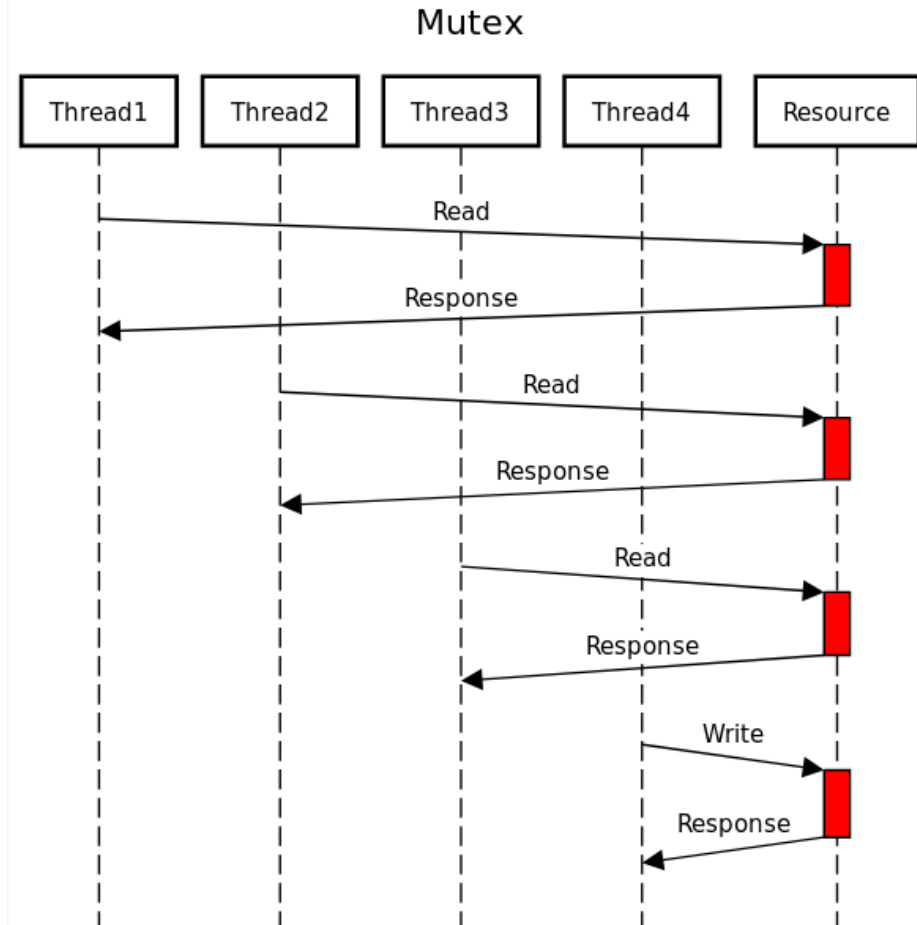 Mutex
Thread1 Thread2 Thread3 Thread4 Resource
Read
Response
Read
Response
Read
Response
Write
Response